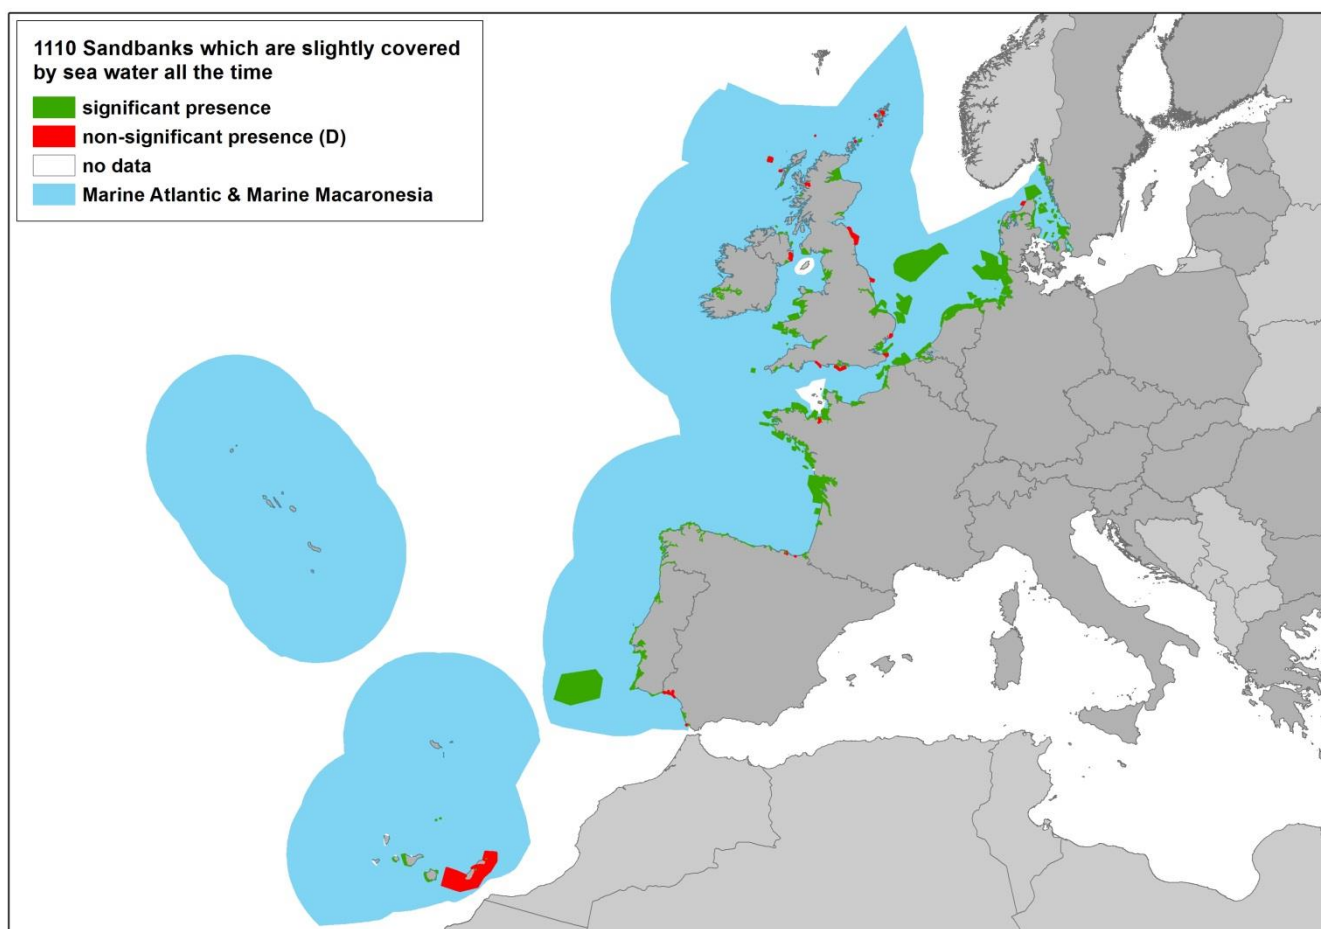 1110 Sandbanks which are slightly covered
by sea water all the time
significant presence
non-significant presence (D)
no data
Marine Atlantic & Marine Macaronesia